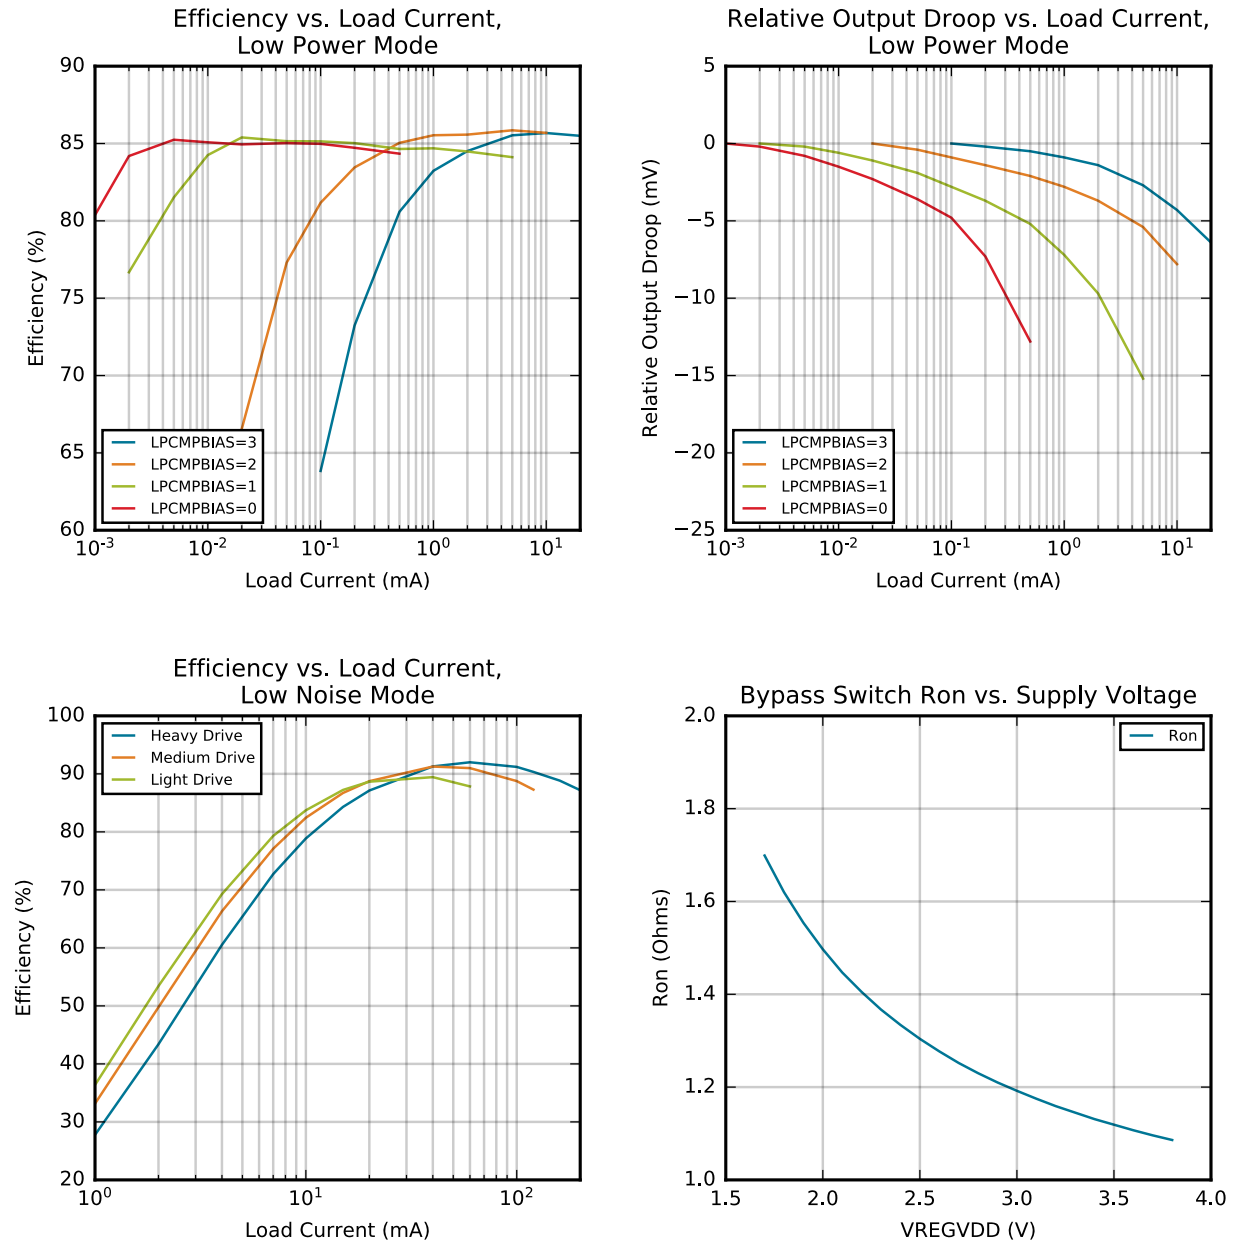 Efficiency vs. Load Current,
Low Power Mode
90
85
80
75
70
65
60
Efficiency (%)
LPCMPBIAS=3
LPCMPBIAS=2
LPCMPBIAS=1
LPCMPBIAS=0
10⁻³ 10⁻² 10⁻¹ 10⁰ 10¹
Load Current (mA)
Relative Output Droop vs. Load Current,
Low Power Mode
5
0
−5
−10
−15
−20
−25
Relative Output Droop (mV)
LPCMPBIAS=3
LPCMPBIAS=2
LPCMPBIAS=1
LPCMPBIAS=0
10⁻³ 10⁻² 10⁻¹ 10⁰ 10¹
Load Current (mA)
Efficiency vs. Load Current,
Low Noise Mode
100
90
80
70
60
50
40
30
20
Efficiency (%)
Heavy Drive
Medium Drive
Light Drive
10⁰ 10¹ 10²
Load Current (mA)
Bypass Switch Ron vs. Supply Voltage
2.0
1.8
1.6
1.4
1.2
1.0
Ron (Ohms)
Ron
1.5 2.0 2.5 3.0 3.5 4.0
VREGVDD (V)